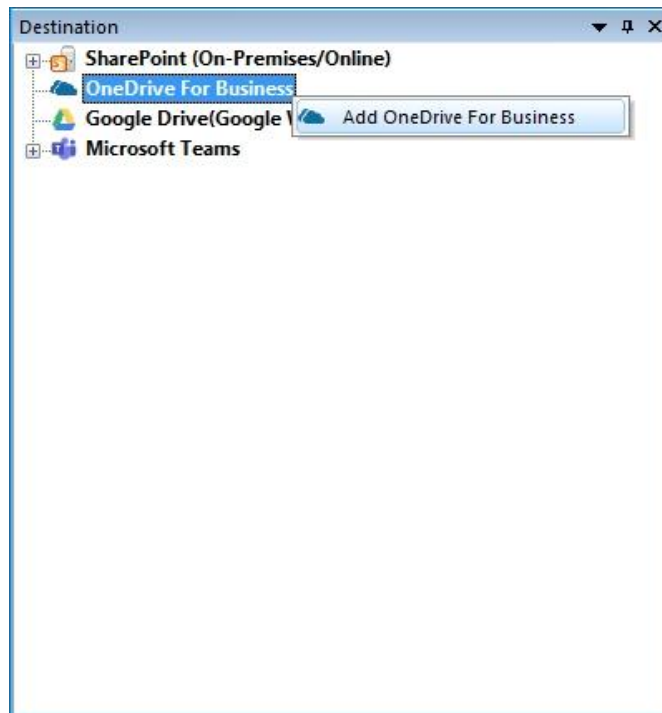 Destination
SharePoint (On-Premises/Online)
OneDrive For Business
Add OneDrive For Business
Google Drive(Google
Microsoft Teams